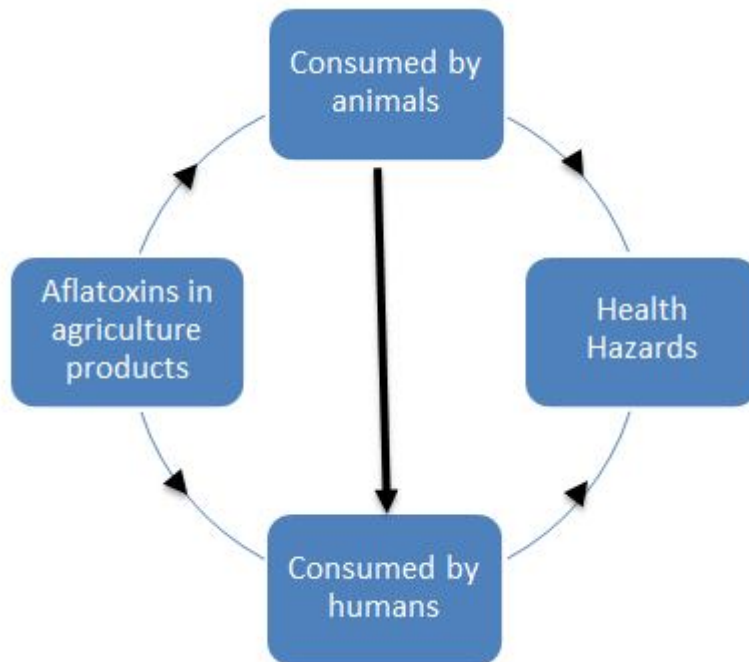 Consumed by
animals
Aflatoxins in
agriculture
products
Health
Hazards
Consumed by
humans